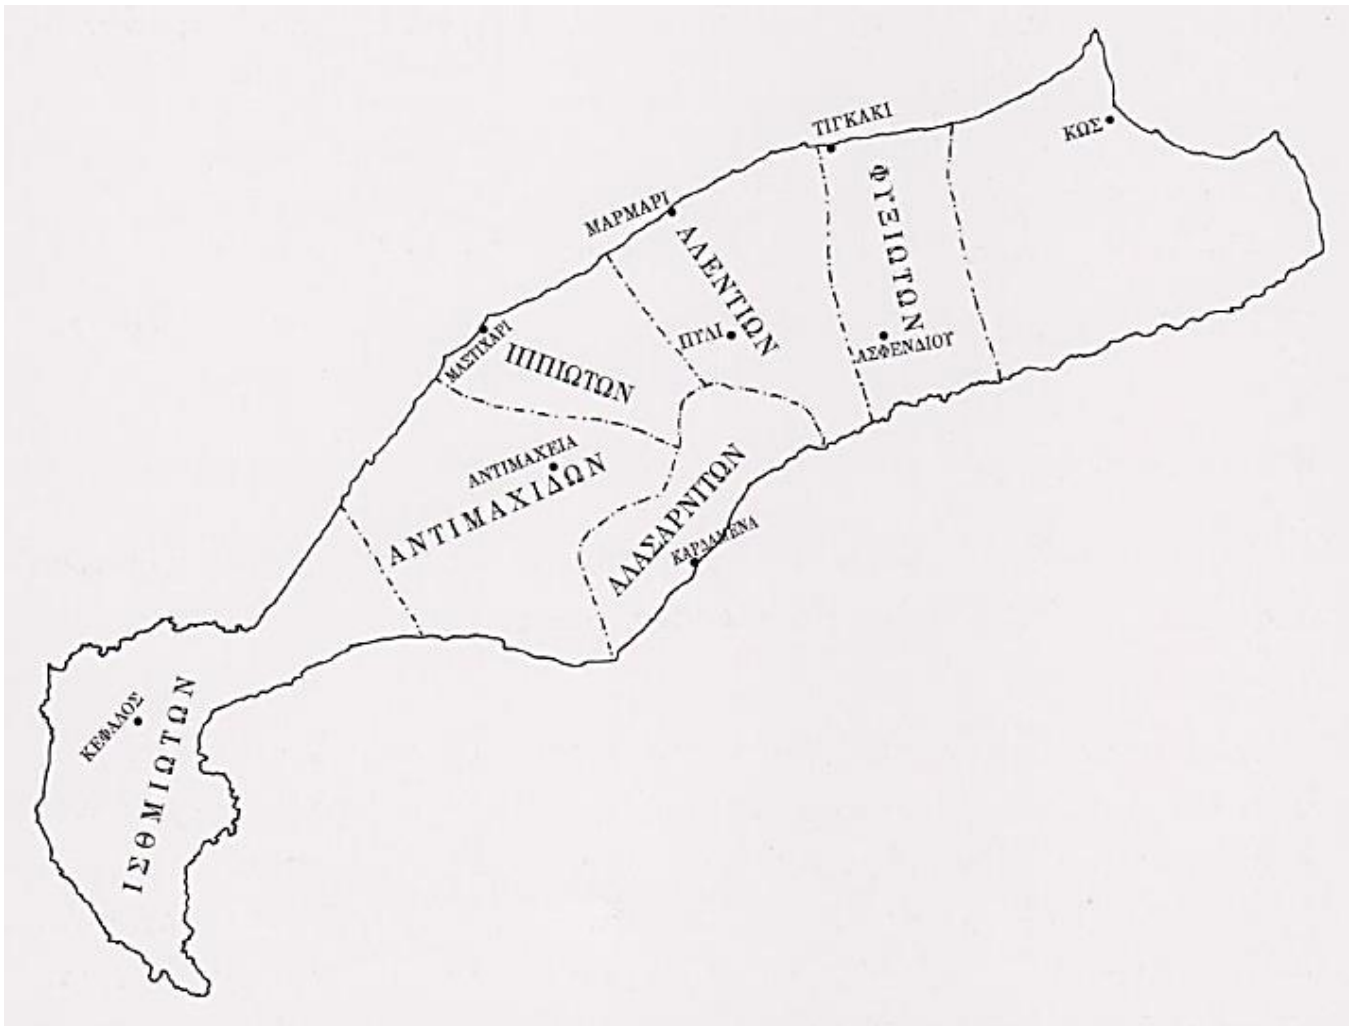 ΤΙΓΚΑΚΙ
ΚΩΣ
ΦΥΞΙΩΤΩΝ
ΜΑΡΜΑΡΙ
ΑΛΕΝΤΙΩΝ
ΠΥΛΙ
ΑΣΦΕΝΔΙΟΥ
ΜΑΣΤΙΧΑΡΙ
ΙΠΠΙΩΤΩΝ
ΑΝΤΙΜΑΧΕΙΑ
ΑΝΤΙΜΑΧΙΔΩΝ
ΑΛΑΣΑΡΝΙΤΩΝ
ΚΑΡΔΑΜΕΝΑ
ΚΕΦΑΛΟΣ
ΙΣΘΜΙΩΤΩΝ